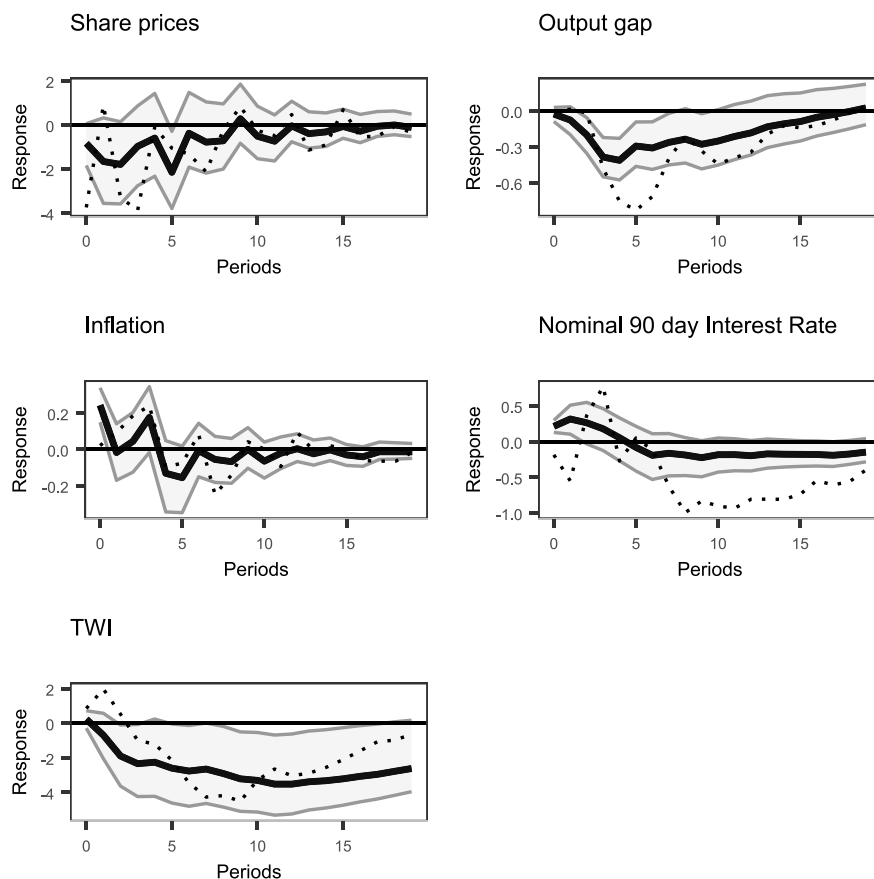 Share prices
Output gap
Response
2
0
-2
-4
0 5 10 15
Periods
Response
0.0
-0.3
-0.6
0 5 10 15
Periods
Inflation
Nominal 90 day Interest Rate
Response
0.2
0.0
-0.2
0 5 10 15
Periods
Response
0.5
0.0
-0.5
-1.0
0 5 10 15
Periods
TWI
Response
2
0
-2
-4
0 5 10 15
Periods